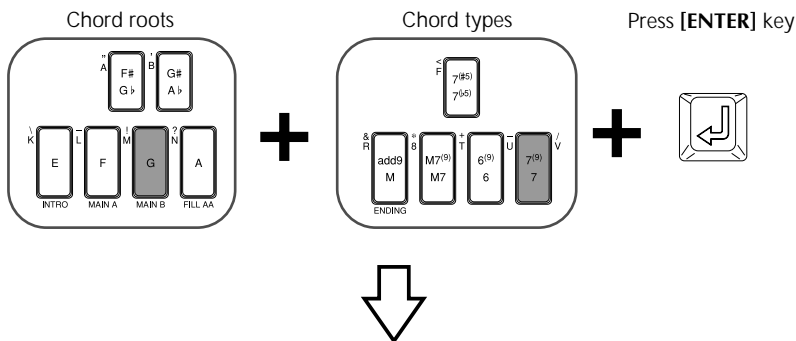 Chord roots
Chord types
Press [ENTER] key
" A
F#
G♭
' B
G#
A♭
< F
7(#5)
7(♭5)
\ K
E
– L
F
! M
G
? N
A
INTRO
MAIN A
MAIN B
FILL AA
& R
add9
M
* 8
M7(9)
M7
+ T
6(9)
6
– U
7(9)
7
/ V
ENDING